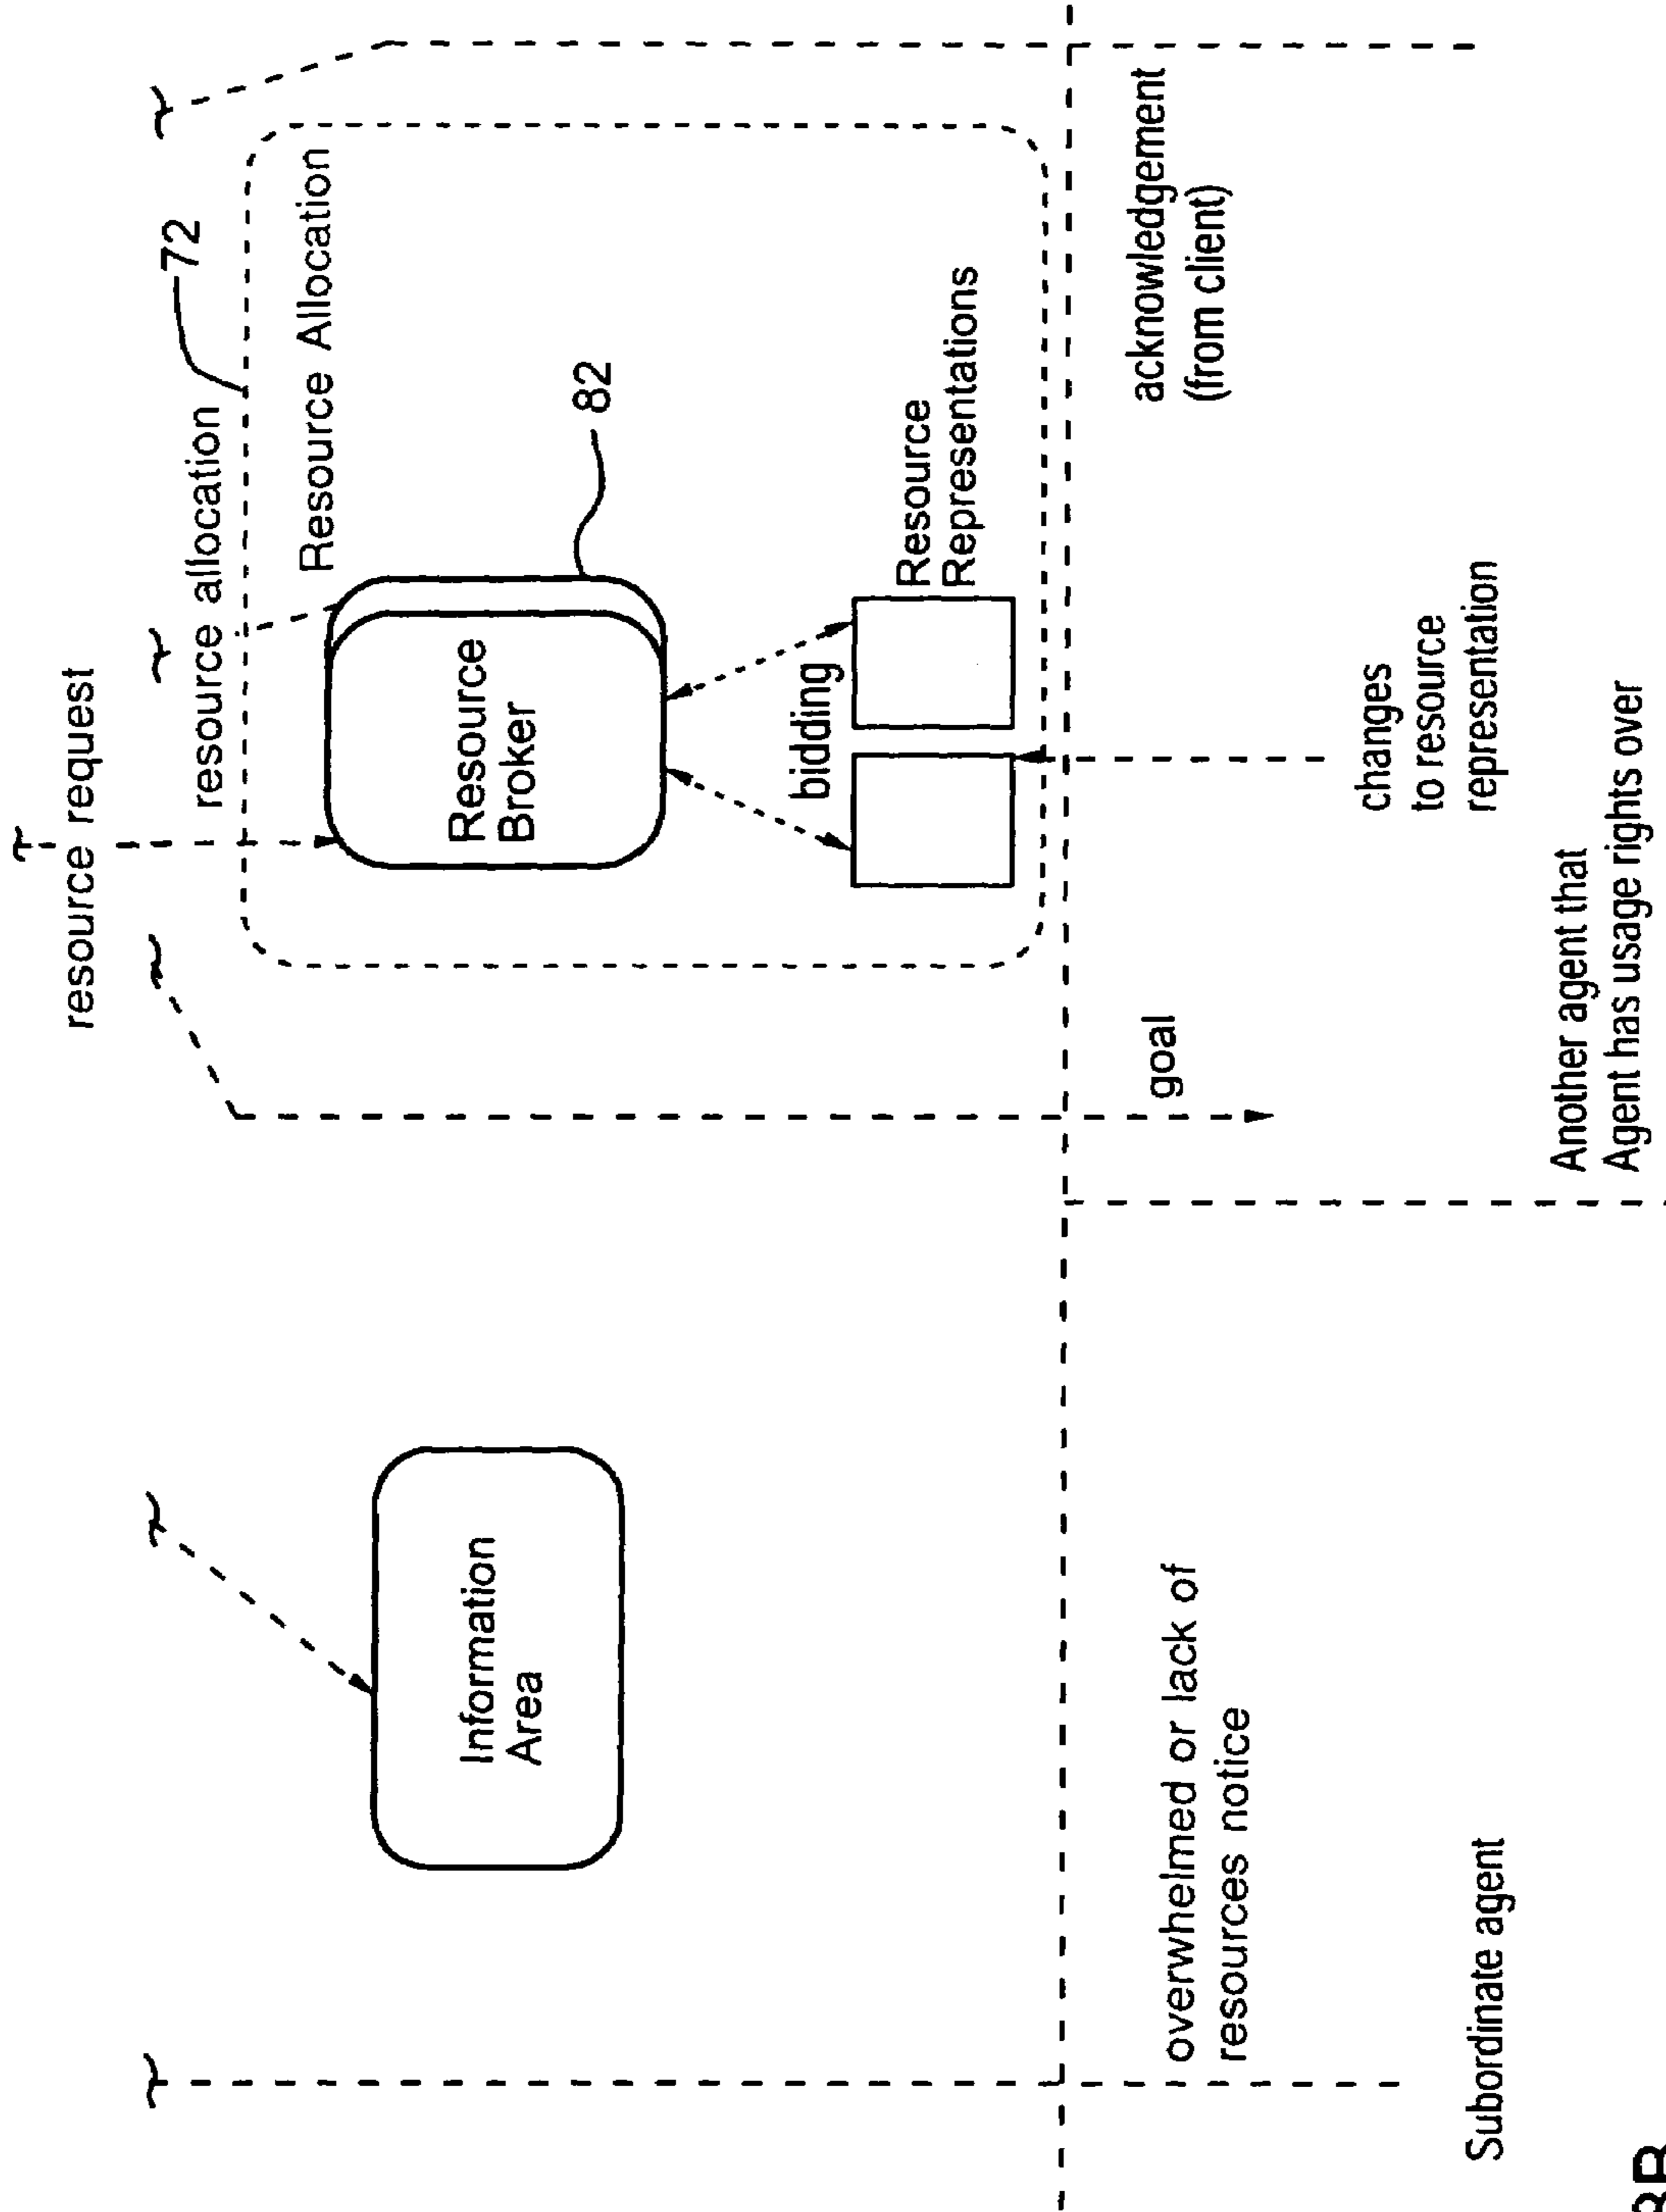 resource request
resource allocation
72
Resource Allocation
Resource
Broker
82
bidding
Resource
Representations
Information
Area
goal
acknowledgement
(from client)
overwhelmed or lack of
resources notice
changes
to resource
representation
Subordinate agent
Another agent that
Agent has usage rights over